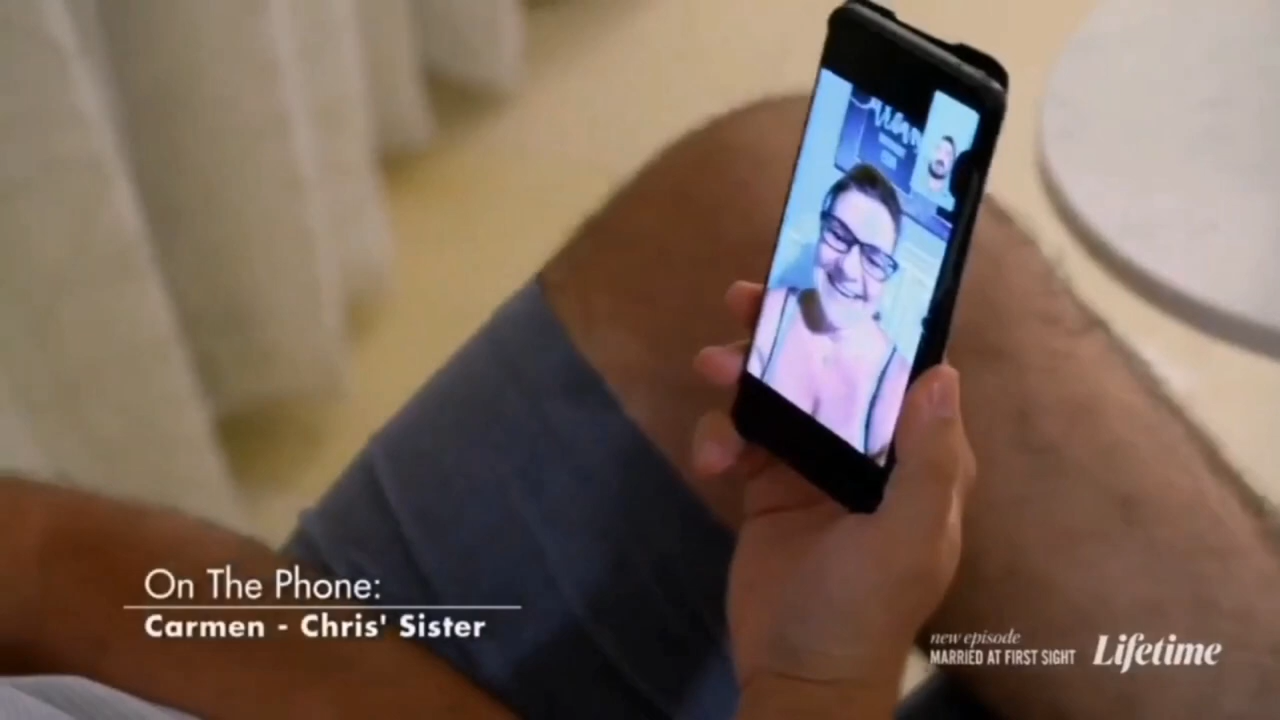 On The Phone:
Carmen - Chris' Sister
new episode
MARRIED AT FIRST SIGHT
Lifetime